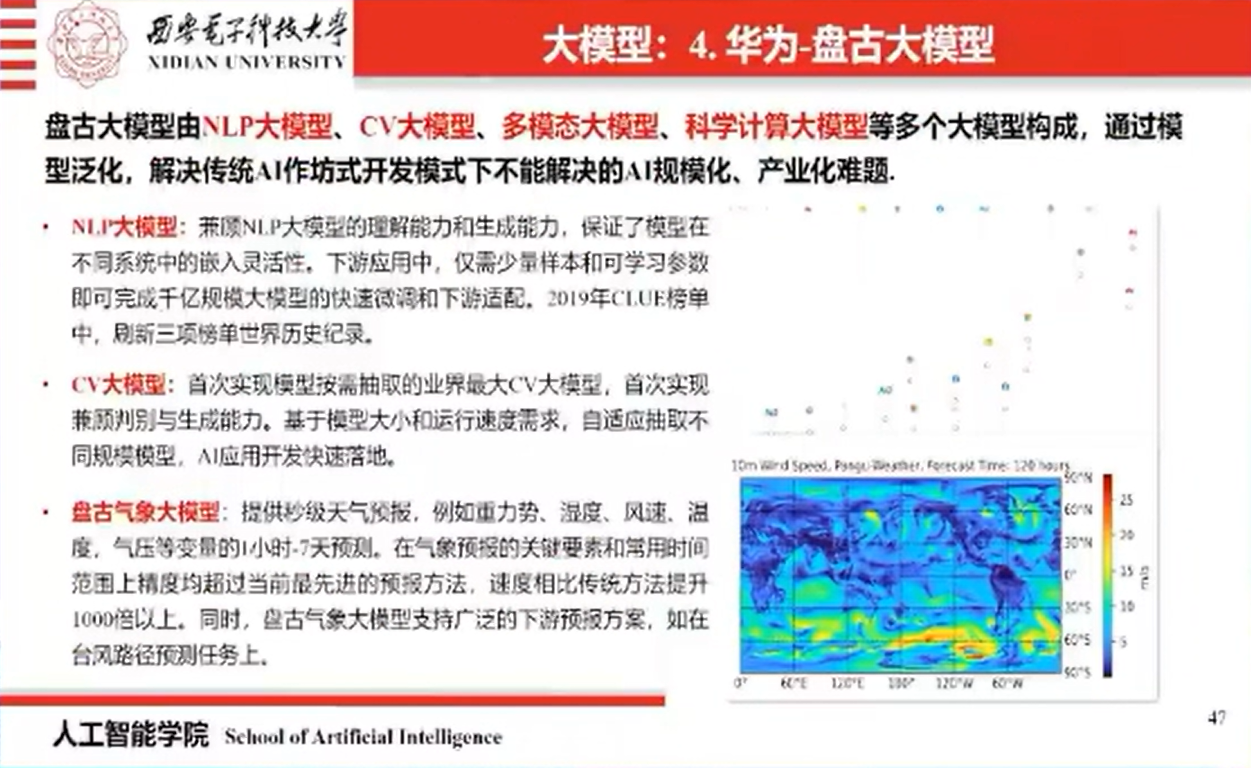 西安电子科技大学
XIDIAN UNIVERSITY
大模型：4. 华为-盘古大模型
盘古大模型由NLP大模型、CV大模型、多模态大模型、科学计算大模型等多个大模型构成，通过模
型泛化，解决传统AI作坊式开发模式下不能解决的AI规模化、产业化难题.
• NLP大模型：兼顾NLP大模型的理解能力和生成能力，保证了模型在
不同系统中的嵌入灵活性。下游应用中，仅需少量样本和可学习参数
即可完成千亿规模大模型的快速微调和下游适配。2019年CLUE榜单
中，刷新三项榜单世界历史纪录。
• CV大模型：首次实现模型按需抽取的业界最大CV大模型，首次实现
兼顾判别与生成能力。基于模型大小和运行速度需求，自适应抽取不
同规模模型，AI应用开发快速落地。
• 盘古气象大模型：提供秒级天气预报，例如重力势、湿度、风速、温
度，气压等变量的1小时-7天预测。在气象预报的关键要素和常用时间
范围上精度均超过当前最先进的预报方法，速度相比传统方法提升
1000倍以上。同时，盘古气象大模型支持广泛的下游预报方案，如在
台风路径预测任务上。
10m Wind Speed, Pangu-Weather, Forecast Time: 120 hours
90°N
60°N
30°N
0°
30°S
60°S
90°S
0° 60°E 120°E 180° 120°W 60°W
25
20
15
10
5
m/s
47
人工智能学院 School of Artificial Intelligence